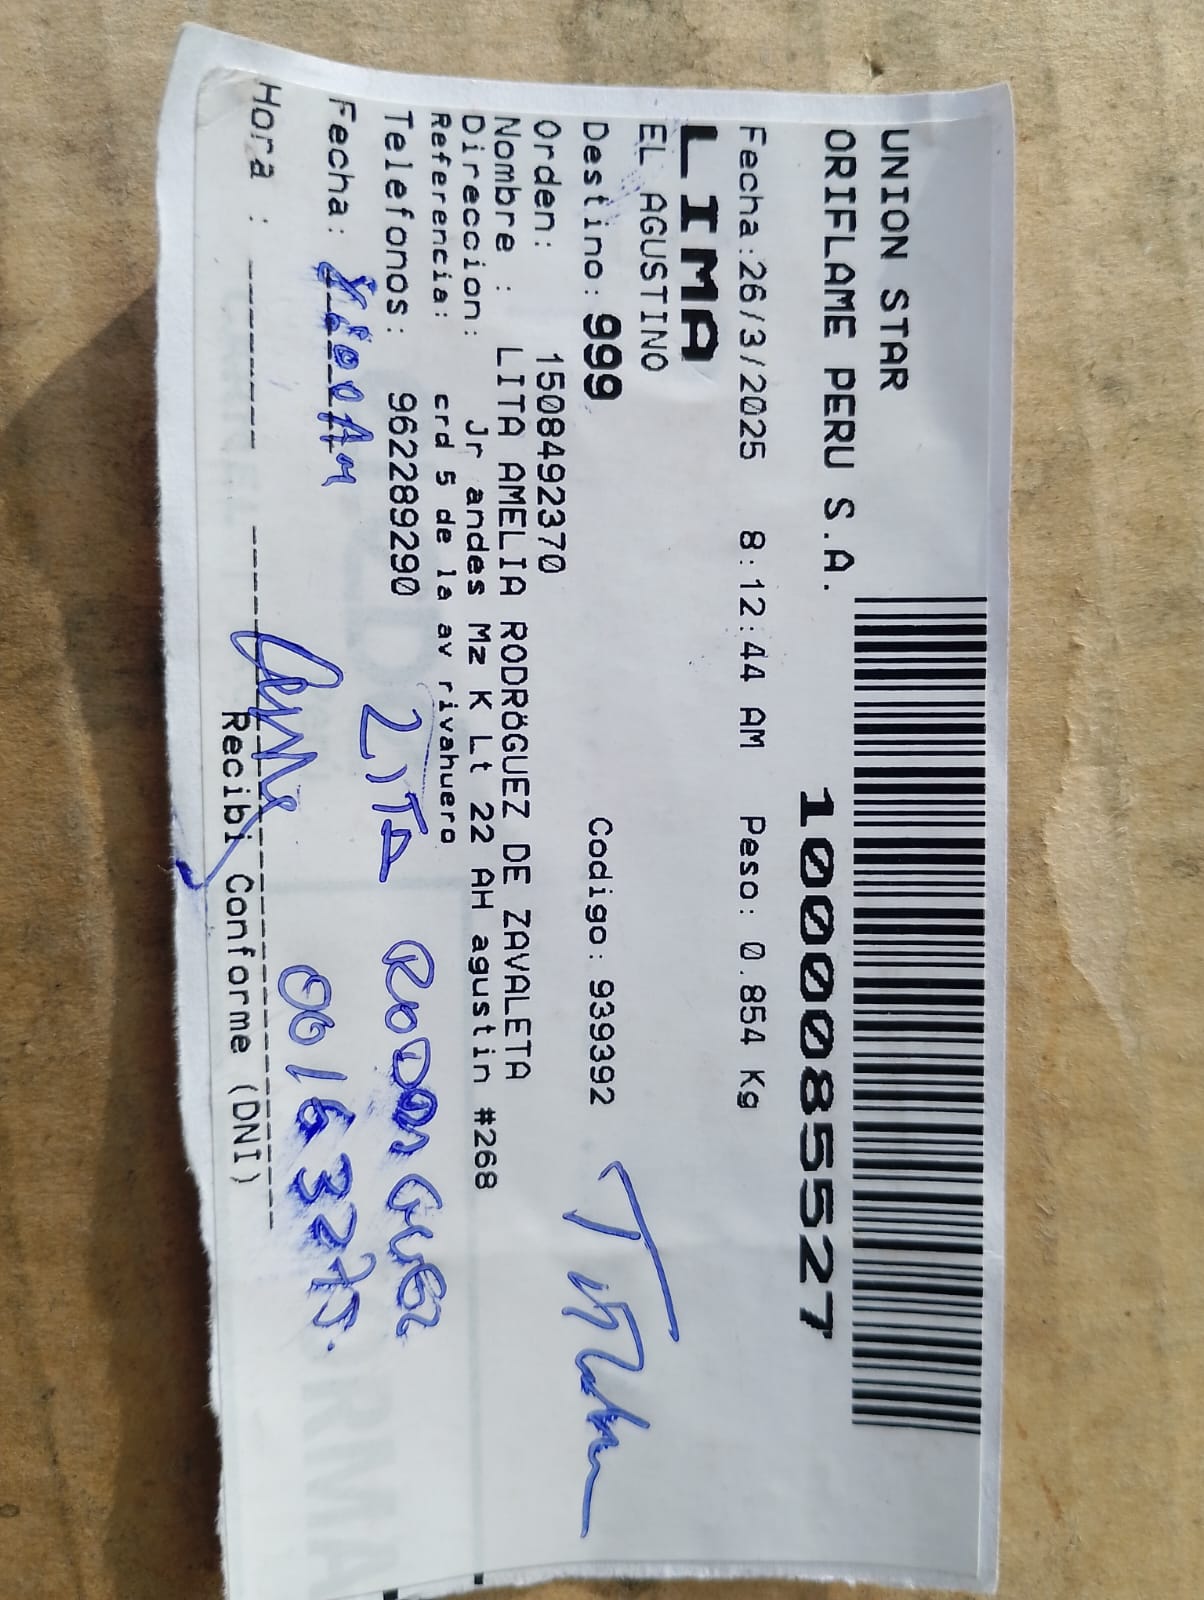 UNION STAR
ORIFLAME PERU S.A.
1000085527
Fecha:26/3/2025 8:12:44 AM Peso: 0.854 Kg
LIMA
EL AGUSTINO
Destino: 999 Codigo: 939392
Orden: 1508492370
Nombre : LITA AMELIA RODRöGUEZ DE ZAVALETA
Direccion: Jr andes Mz K Lt 22 AH agustin #268
Referencia: crd 5 de la av rivahuero
Telefonos: 962289290
LITA RODRIGUEZ
Fecha:
Hora :
Recibi Conforme (DNI)